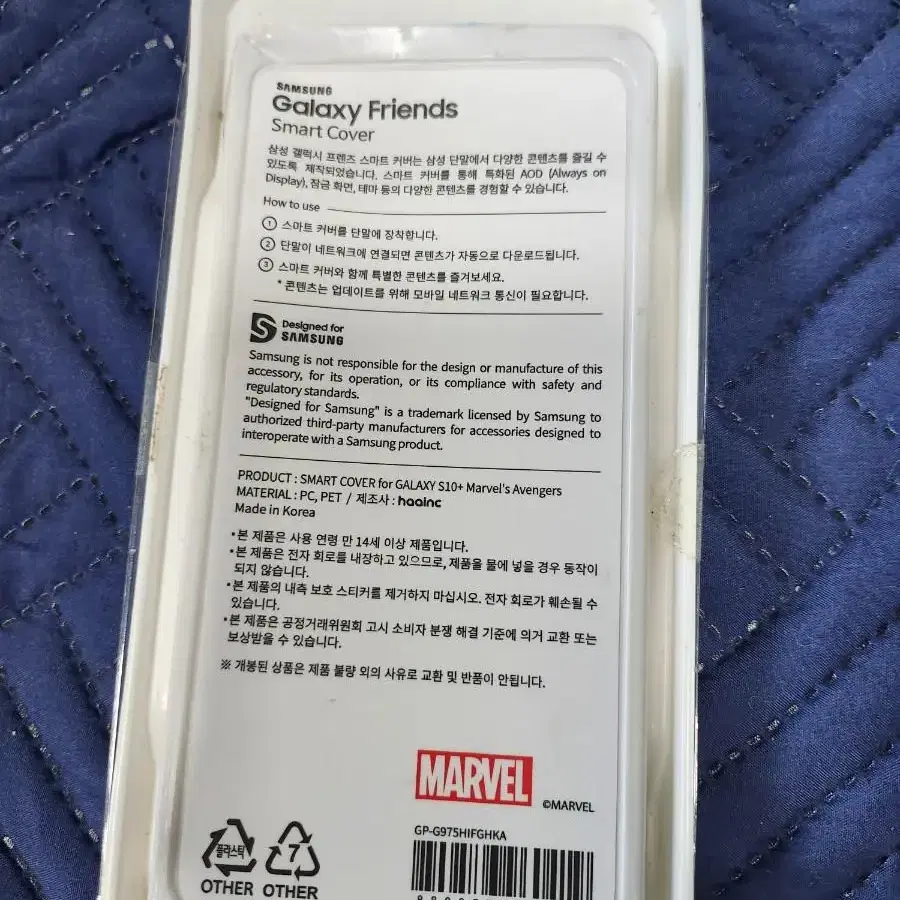 SAMSUNG
Galaxy Friends
Smart Cover
삼성 갤럭시 프렌즈 스마트 커버는 삼성 단말에서 다양한 콘텐츠를 즐길 수
있도록 제작되었습니다. 스마트 커버를 통해 특화된 AOD (Always on
Display), 잠금 화면, 테마 등의 다양한 콘텐츠를 경험할 수 있습니다.
How to use
① 스마트 커버를 단말에 장착합니다.
② 단말이 네트워크에 연결되면 콘텐츠가 자동으로 다운로드됩니다.
③ 스마트 커버와 함께 특별한 콘텐츠를 즐겨보세요.
* 콘텐츠는 업데이트를 위해 모바일 네트워크 통신이 필요합니다.
Designed for
SAMSUNG
Samsung is not responsible for the design or manufacture of this
accessory, for its operation, or its compliance with safety and
regulatory standards.
"Designed for Samsung" is a trademark licensed by Samsung to
authorized third-party manufacturers for accessories designed to
interoperate with a Samsung product.
PRODUCT : SMART COVER for GALAXY S10+ Marvel's Avengers
MATERIAL : PC, PET / 제조사 : haainc
Made in Korea
• 본 제품은 사용 연령 만 14세 이상 제품입니다.
• 본 제품은 전자 회로를 내장하고 있으므로, 제품을 물에 넣을 경우 동작이
되지 않습니다.
• 본 제품의 내측 보호 스티커를 제거하지 마십시오. 전자 회로가 훼손될 수
있습니다.
• 본 제품은 공정거래위원회 고시 소비자 분쟁 해결 기준에 의거 교환 또는
보상받을 수 있습니다.
※ 개봉된 상품은 제품 불량 외의 사유로 교환 및 반품이 안됩니다.
MARVEL
©MARVEL
GP-G975HIFGHKA
플라스틱 7
OTHER OTHER